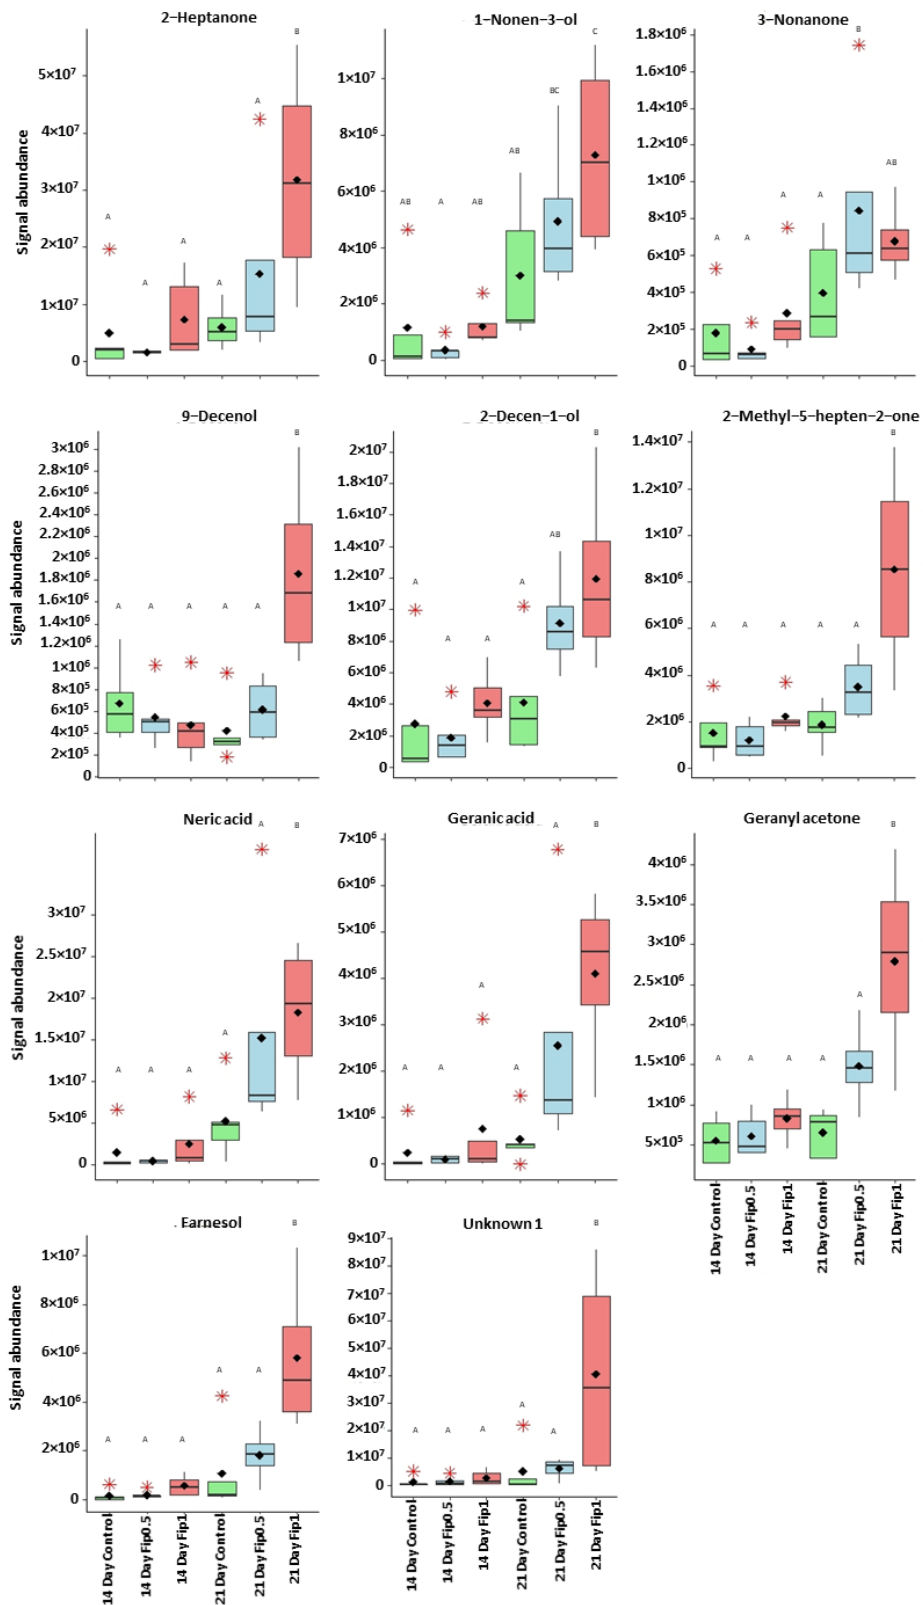 2−Heptanone
Signal abundance
5×10⁷
4×10⁷
3×10⁷
2×10⁷
1×10⁷
0
A
A
A
A
A
B
1−Nonen−3−ol
1×10⁷
8×10⁶
6×10⁶
4×10⁶
2×10⁶
0
AB
A
AB
AB
BC
C
3−Nonanone
1.8×10⁶
1.6×10⁶
1.4×10⁶
1.2×10⁶
1×10⁶
8×10⁵
6×10⁵
4×10⁵
2×10⁵
0
A
A
A
A
B
AB
9−Decenol
Signal abundance
3×10⁶
2.8×10⁶
2.6×10⁶
2.4×10⁶
2.2×10⁶
2×10⁶
1.8×10⁶
1.6×10⁶
1.4×10⁶
1.2×10⁶
1×10⁶
8×10⁵
6×10⁵
4×10⁵
2×10⁵
0
A
A
A
A
A
B
2−Decen−1−ol
2×10⁷
1.8×10⁷
1.6×10⁷
1.4×10⁷
1.2×10⁷
1×10⁷
8×10⁶
6×10⁶
4×10⁶
2×10⁶
0
A
A
A
A
AB
B
2−Methyl−5−hepten−2−one
1.4×10⁷
1.2×10⁷
1×10⁷
8×10⁶
6×10⁶
4×10⁶
2×10⁶
0
A
A
A
A
A
B
Neric acid
Signal abundance
3×10⁷
2.5×10⁷
2×10⁷
1.5×10⁷
1×10⁷
5×10⁶
0
A
A
A
A
A
B
Geranic acid
7×10⁶
6×10⁶
5×10⁶
4×10⁶
3×10⁶
2×10⁶
1×10⁶
0
A
A
A
A
A
B
Geranyl acetone
4×10⁶
3.5×10⁶
3×10⁶
2.5×10⁶
2×10⁶
1.5×10⁶
1×10⁶
5×10⁵
A
A
A
A
A
B
14 Day Control
14 Day Fip0.5
14 Day Fip1
21 Day Control
21 Day Fip0.5
21 Day Fip1
Farnesol
Signal abundance
1×10⁷
8×10⁶
6×10⁶
4×10⁶
2×10⁶
0
A
A
A
A
A
B
14 Day Control
14 Day Fip0.5
14 Day Fip1
21 Day Control
21 Day Fip0.5
21 Day Fip1
Unknown 1
9×10⁷
8×10⁷
7×10⁷
6×10⁷
5×10⁷
4×10⁷
3×10⁷
2×10⁷
1×10⁷
0
A
A
A
A
A
B
14 Day Control
14 Day Fip0.5
14 Day Fip1
21 Day Control
21 Day Fip0.5
21 Day Fip1